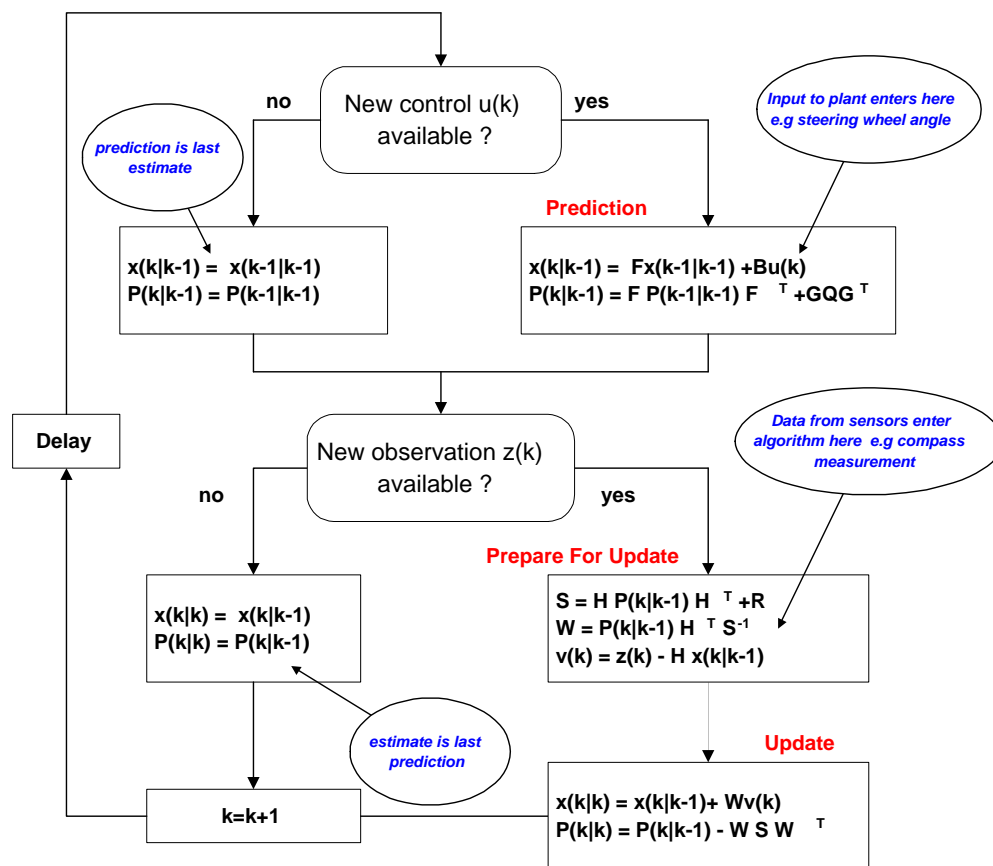 New control u(k)
available ?
no
yes
Input to plant enters here
e.g steering wheel angle
prediction is last
estimate
Prediction
x(k|k-1) =  x(k-1|k-1)
P(k|k-1) = P(k-1|k-1)
x(k|k-1) =  Fx(k-1|k-1) +Bu(k)
P(k|k-1) = F P(k-1|k-1) F ᵀ +GQG ᵀ
Delay
New observation z(k)
available ?
no
yes
Data from sensors enter
algorithm here  e.g compass
measurement
Prepare For Update
x(k|k) =  x(k|k-1)
P(k|k) = P(k|k-1)
S = H P(k|k-1) H ᵀ +R
W = P(k|k-1) H ᵀ S⁻¹
v(k) = z(k) - H x(k|k-1)
estimate is last
prediction
Update
k=k+1
x(k|k) = x(k|k-1)+ Wv(k)
P(k|k) = P(k|k-1) - W S W ᵀ